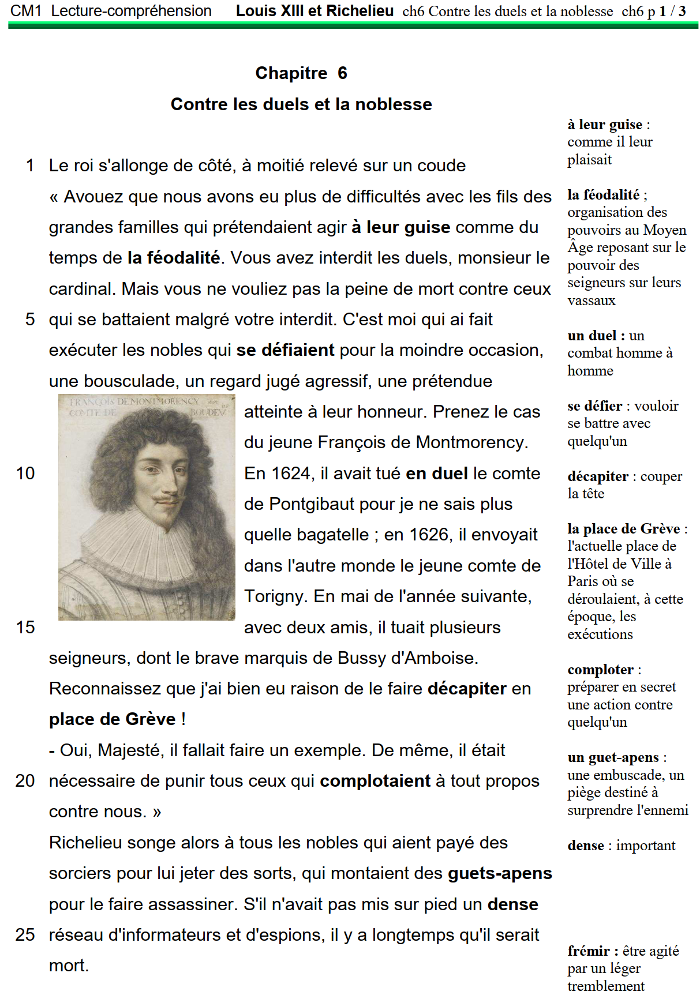 CM1 Lecture-compréhension Louis XIII et Richelieu ch6 Contre les duels et la noblesse ch6 p 1 / 3
Chapitre 6
Contre les duels et la noblesse
1 Le roi s'allonge de côté, à moitié relevé sur un coude
« Avouez que nous avons eu plus de difficultés avec les fils des
grandes familles qui prétendaient agir à leur guise comme du
temps de la féodalité. Vous avez interdit les duels, monsieur le
cardinal. Mais vous ne vouliez pas la peine de mort contre ceux
5 qui se battaient malgré votre interdit. C'est moi qui ai fait
exécuter les nobles qui se défiaient pour la moindre occasion,
une bousculade, un regard jugé agressif, une prétendue
FRANÇOIS DE MONTMORENCY 
COMTE DE BOUDEV.
atteinte à leur honneur. Prenez le cas
du jeune François de Montmorency.
10 En 1624, il avait tué en duel le comte
de Pontgibaut pour je ne sais plus
quelle bagatelle ; en 1626, il envoyait
dans l'autre monde le jeune comte de
Torigny. En mai de l'année suivante,
15 avec deux amis, il tuait plusieurs
seigneurs, dont le brave marquis de Bussy d'Amboise.
Reconnaissez que j'ai bien eu raison de le faire décapiter en
place de Grève !
- Oui, Majesté, il fallait faire un exemple. De même, il était
20 nécessaire de punir tous ceux qui complotaient à tout propos
contre nous. »
Richelieu songe alors à tous les nobles qui aient payé des
sorciers pour lui jeter des sorts, qui montaient des guets-apens
pour le faire assassiner. S'il n'avait pas mis sur pied un dense
25 réseau d'informateurs et d'espions, il y a longtemps qu'il serait
mort.
à leur guise :
comme il leur
plaisait
la féodalité ;
organisation des
pouvoirs au Moyen
Âge reposant sur le
pouvoir des
seigneurs sur leurs
vassaux
un duel : un
combat homme à
homme
se défier : vouloir
se battre avec
quelqu'un
décapiter : couper
la tête
la place de Grève :
l'actuelle place de
l'Hôtel de Ville à
Paris où se
déroulaient, à cette
époque, les
exécutions
comploter :
préparer en secret
une action contre
quelqu'un
un guet-apens :
une embuscade, un
piège destiné à
surprendre l'ennemi
dense : important
frémir : être agité
par un léger
tremblement